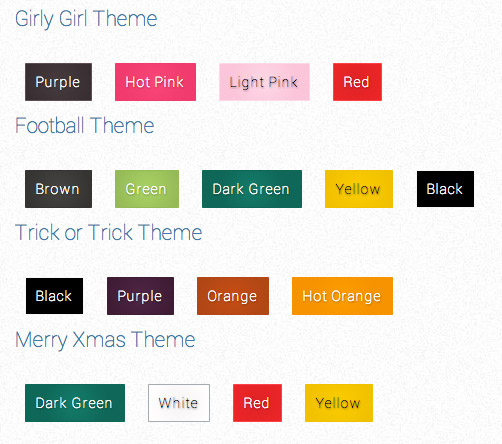 Girly Girl Theme
Purple Hot Pink Light Pink Red
Football Theme
Brown Green Dark Green Yellow Black
Trick or Trick Theme
Black Purple Orange Hot Orange
Merry Xmas Theme
Dark Green White Red Yellow